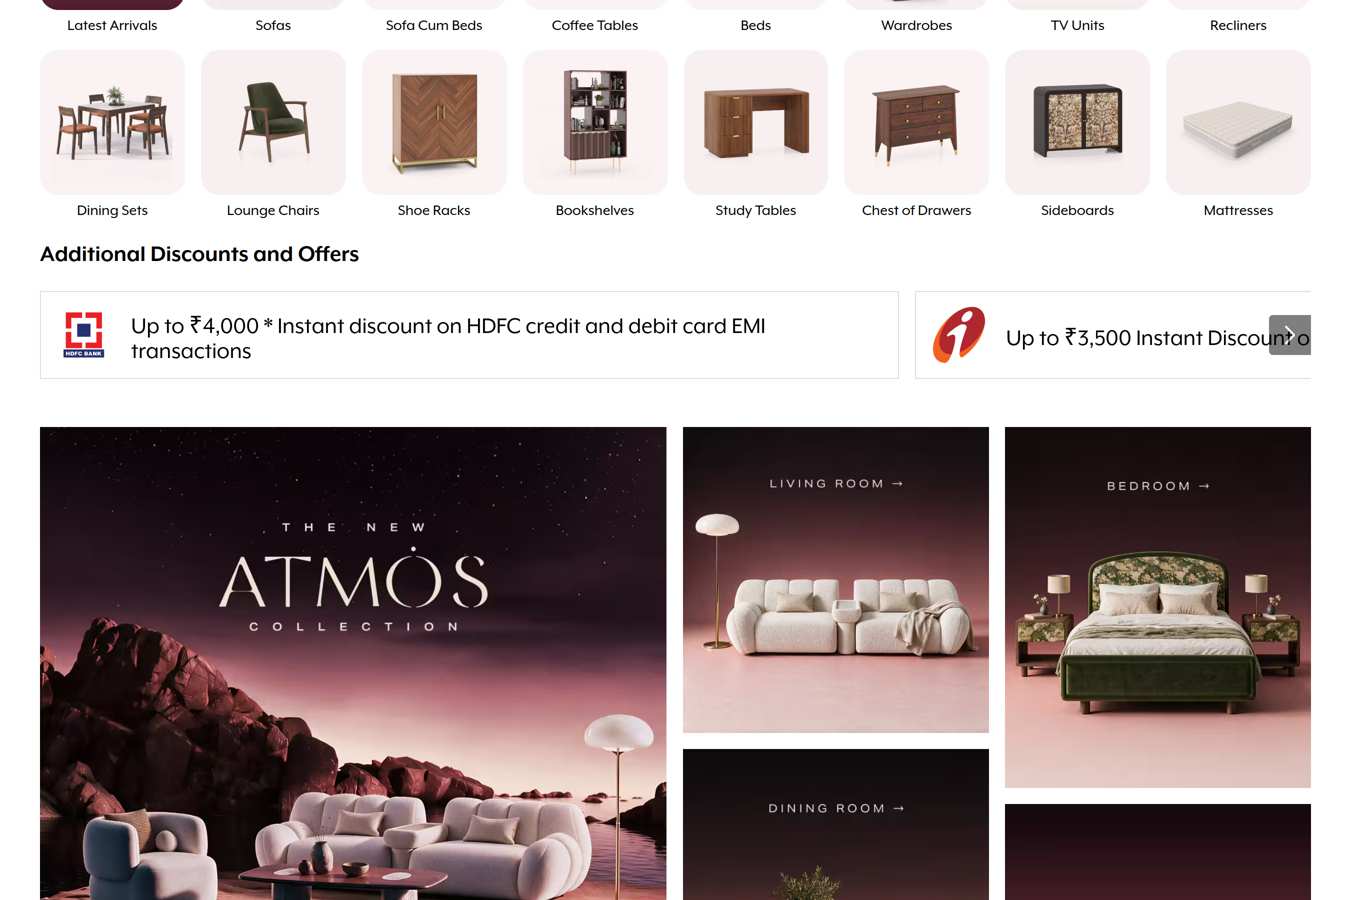 Latest Arrivals
Sofas
Sofa Cum Beds
Coffee Tables
Beds
Wardrobes
TV Units
Recliners
Dining Sets
Lounge Chairs
Shoe Racks
Bookshelves
Study Tables
Chest of Drawers
Sideboards
Mattresses
Additional Discounts and Offers
HDFC BANK
Up to ₹4,000 * Instant discount on HDFC credit and debit card EMI
transactions
Up to ₹3,500 Instant Discount o
THE NEW
ATMOS
COLLECTION
LIVING ROOM →
BEDROOM →
DINING ROOM →